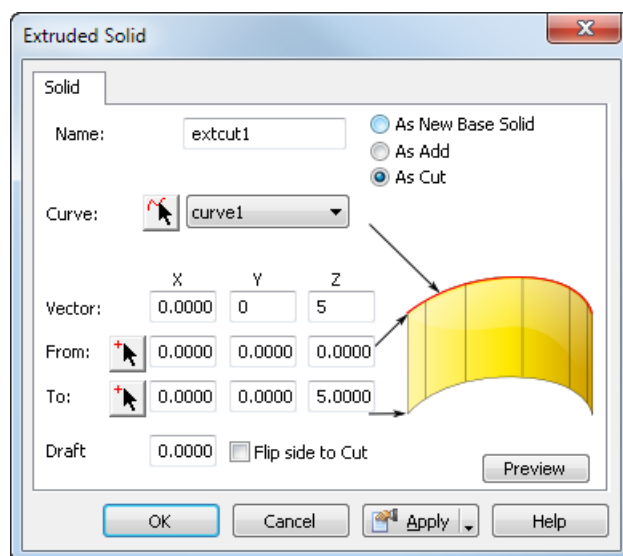 Extruded Solid
Solid
Name: extcut1
As New Base Solid
As Add
As Cut
Curve: curve1
X Y Z
Vector: 0.0000 0 5
From: 0.0000 0.0000 0.0000
To: 0.0000 0.0000 5.0000
Draft 0.0000 Flip side to Cut
Preview
OK Cancel Apply Help